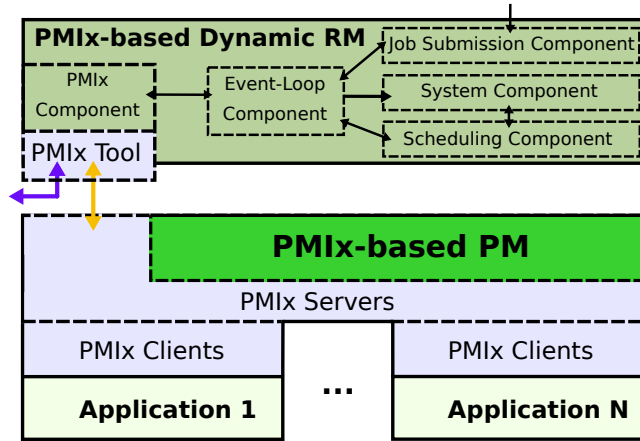 PMIx-based Dynamic RM
Job Submission Component
PMIx
Component
Event-Loop
Component
System Component
Scheduling Component
PMIx Tool
PMIx-based PM
PMIx Servers
PMIx Clients
PMIx Clients
...
Application 1
Application N